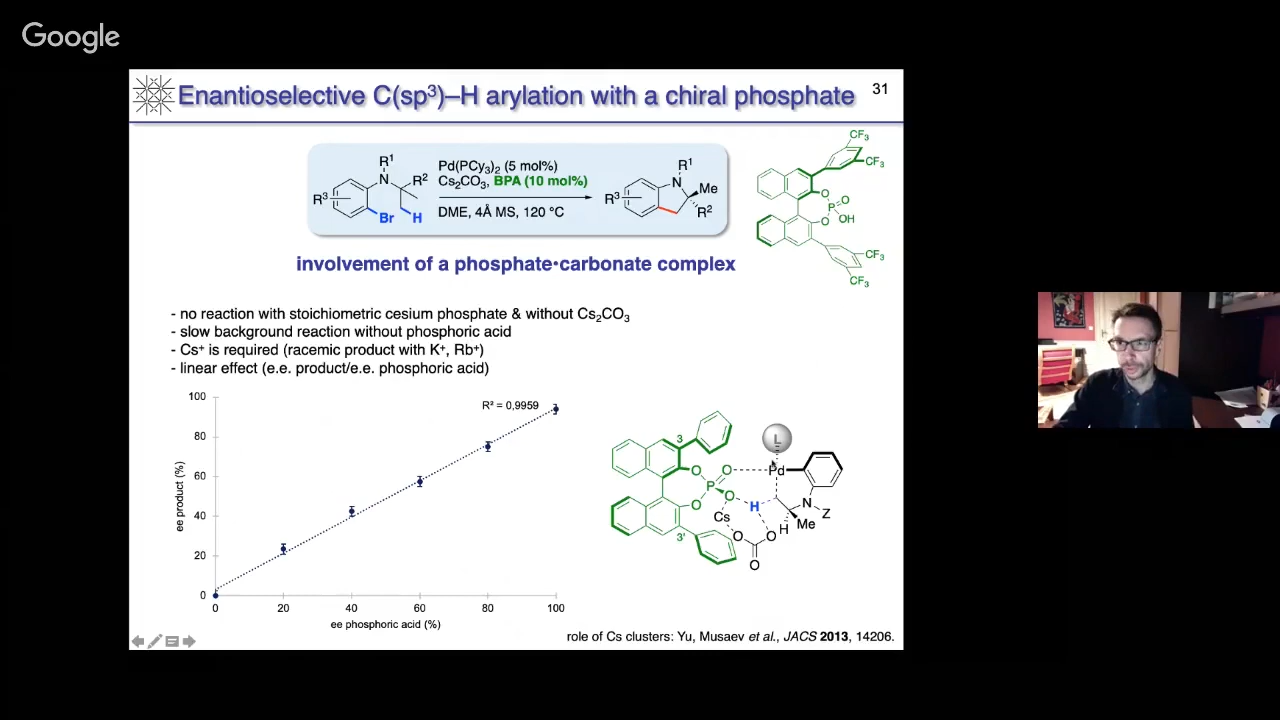 Google
Enantioselective C(sp³)–H arylation with a chiral phosphate
31
R¹
N
R²
R³
Br
H
Pd(PCy₃)₂ (5 mol%)
Cs₂CO₃, BPA (10 mol%)
DME, 4Å MS, 120 °C
R¹
N
Me
R³
R²
CF₃
CF₃
O
O
P
OH
O
CF₃
CF₃
involvement of a phosphate•carbonate complex
- no reaction with stoichiometric cesium phosphate & without Cs₂CO₃
- slow background reaction without phosphoric acid
- Cs⁺ is required (racemic product with K⁺, Rb⁺)
- linear effect (e.e. product/e.e. phosphoric acid)
100
80
60
40
20
0
ee product (%)
R² = 0,9959
0 20 40 60 80 100
ee phosphoric acid (%)
3
L
O
O
Pd
P
O
H
N
Z
O
Cs
Me
H
3'
O
O
O
role of Cs clusters: Yu, Musaev et al., JACS 2013, 14206.